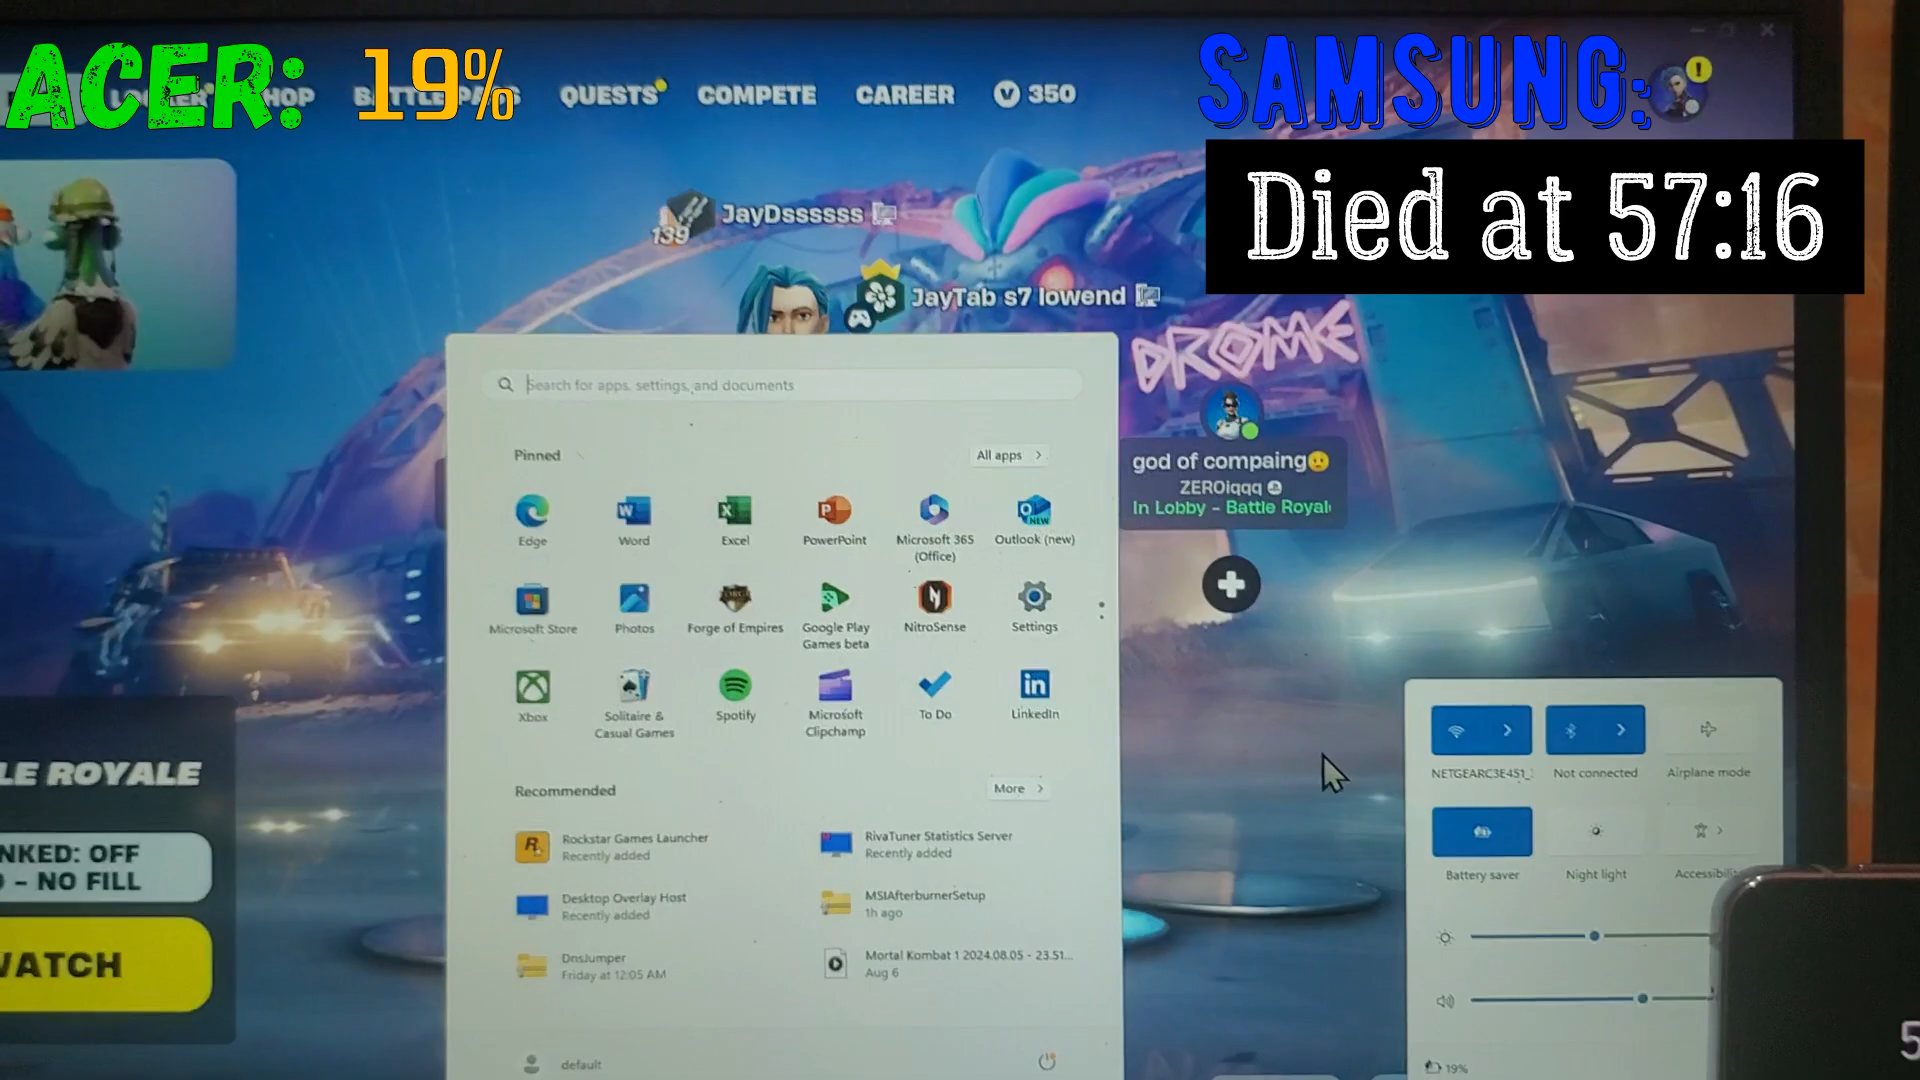 ACER: 19%
SAMSUNG:
Died at 57:16
QUESTS
COMPETE
CAREER
350
139
JayDssssss
JayTab s7 lowend
DROME
god of compaing
ZEROiqqq
In Lobby - Battle Royal
Search for apps, settings, and documents
Pinned
All apps
Edge
Word
Excel
PowerPoint
Microsoft 365 (Office)
Outlook (new)
Microsoft Store
Photos
Forge of Empires
Google Play Games beta
NitroSense
Settings
Xbox
Solitaire & Casual Games
Spotify
Microsoft Clipchamp
To Do
LinkedIn
Recommended
More
Rockstar Games Launcher
Recently added
RivaTuner Statistics Server
Recently added
Desktop Overlay Host
Recently added
MSIAfterburnerSetup
1h ago
DnsJumper
Friday at 12:05 AM
Mortal Kombat 1 2024.08.05 - 23.51...
Aug 6
default
LE ROYALE
NKED: OFF
- NO FILL
WATCH
NETGEARC3E451_
Not connected
Airplane mode
Battery saver
Night light
Accessibi
19%
5